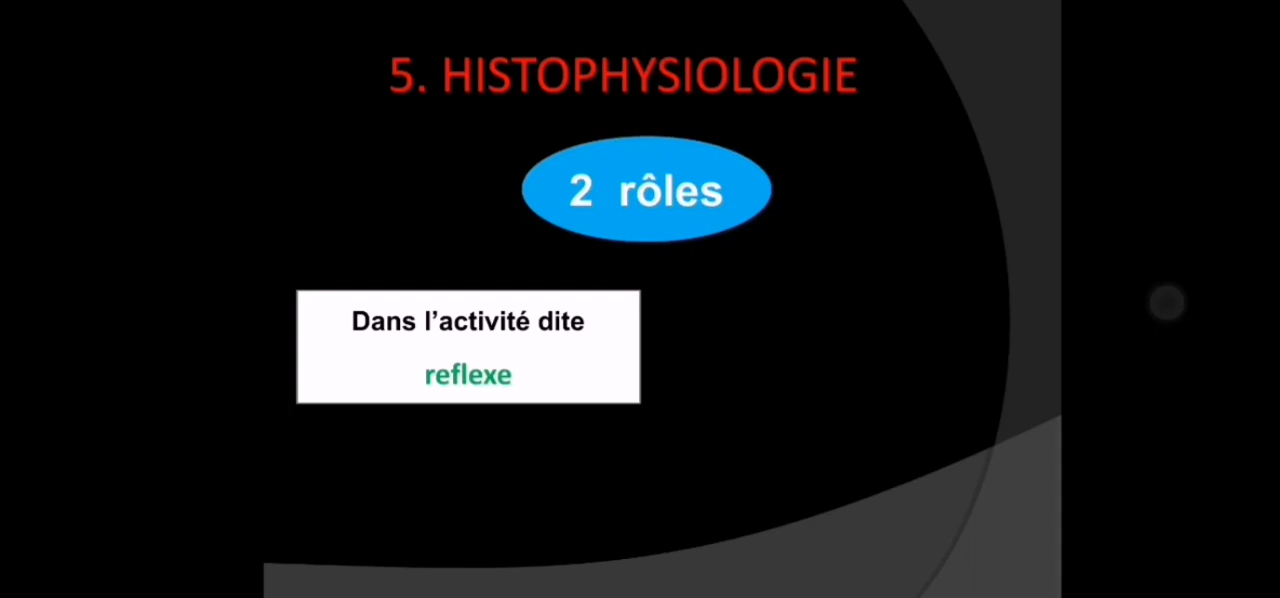 5. HISTOPHYSIOLOGIE
2 rôles
Dans l’activité dite
reflexe